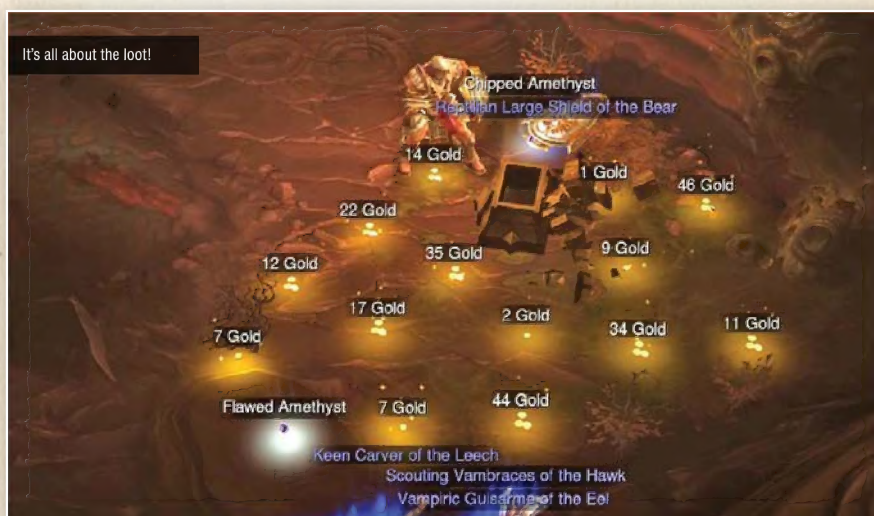 It's all about the loot!
Chipped Amethyst
Reptilian Large Shield of the Bear
14 Gold
1 Gold
46 Gold
22 Gold
35 Gold
9 Gold
12 Gold
17 Gold
2 Gold
34 Gold
11 Gold
7 Gold
Flawed Amethyst
7 Gold
44 Gold
Keen Carver of the Leech
Scouting Vambraces of the Hawk
Vampiric Guisarme of the Eel